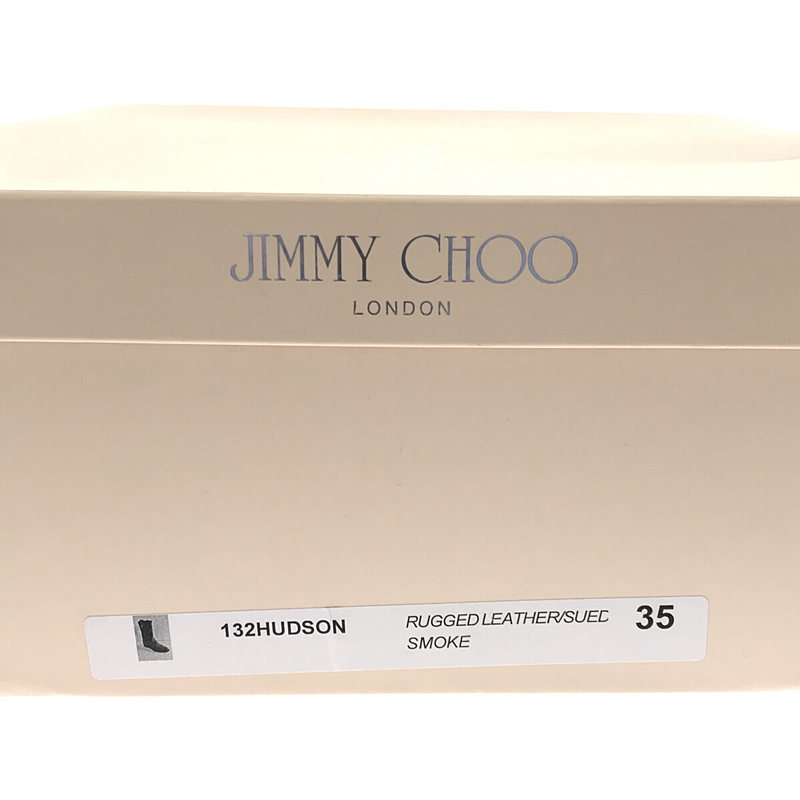 JIMMY CHOO
LONDON
132HUDSON
RUGGED LEATHER/SUED
SMOKE
35